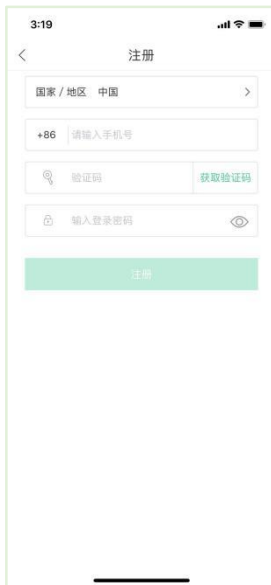 3:19
注册
国家 / 地区 中国
+86 请输入手机号
验证码 获取验证码
输入登录密码
注册